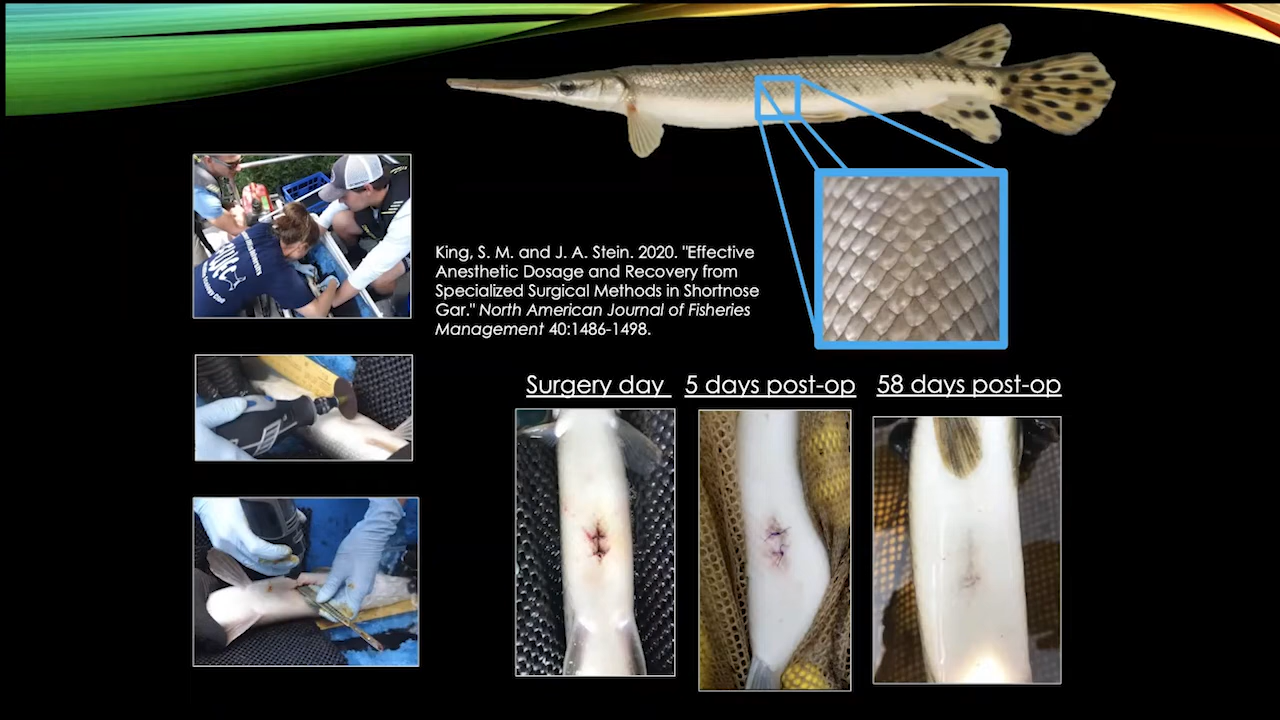 King, S. M. and J. A. Stein. 2020. "Effective
Anesthetic Dosage and Recovery from
Specialized Surgical Methods in Shortnose
Gar." North American Journal of Fisheries
Management 40:1486-1498.
Surgery day 5 days post-op 58 days post-op